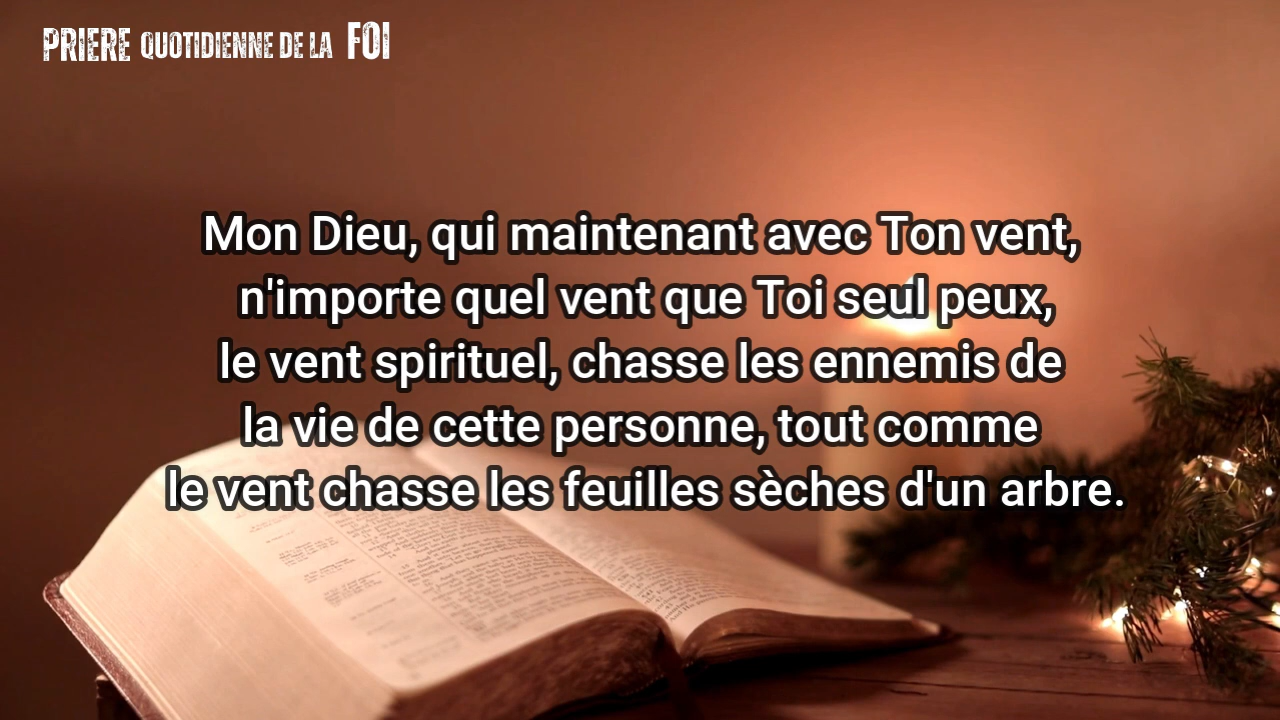 PRIERE QUOTIDIENNE DE LA FOI
Mon Dieu, qui maintenant avec Ton vent,
n'importe quel vent que Toi seul peux,
le vent spirituel, chasse les ennemis de
la vie de cette personne, tout comme
le vent chasse les feuilles sèches d'un arbre.